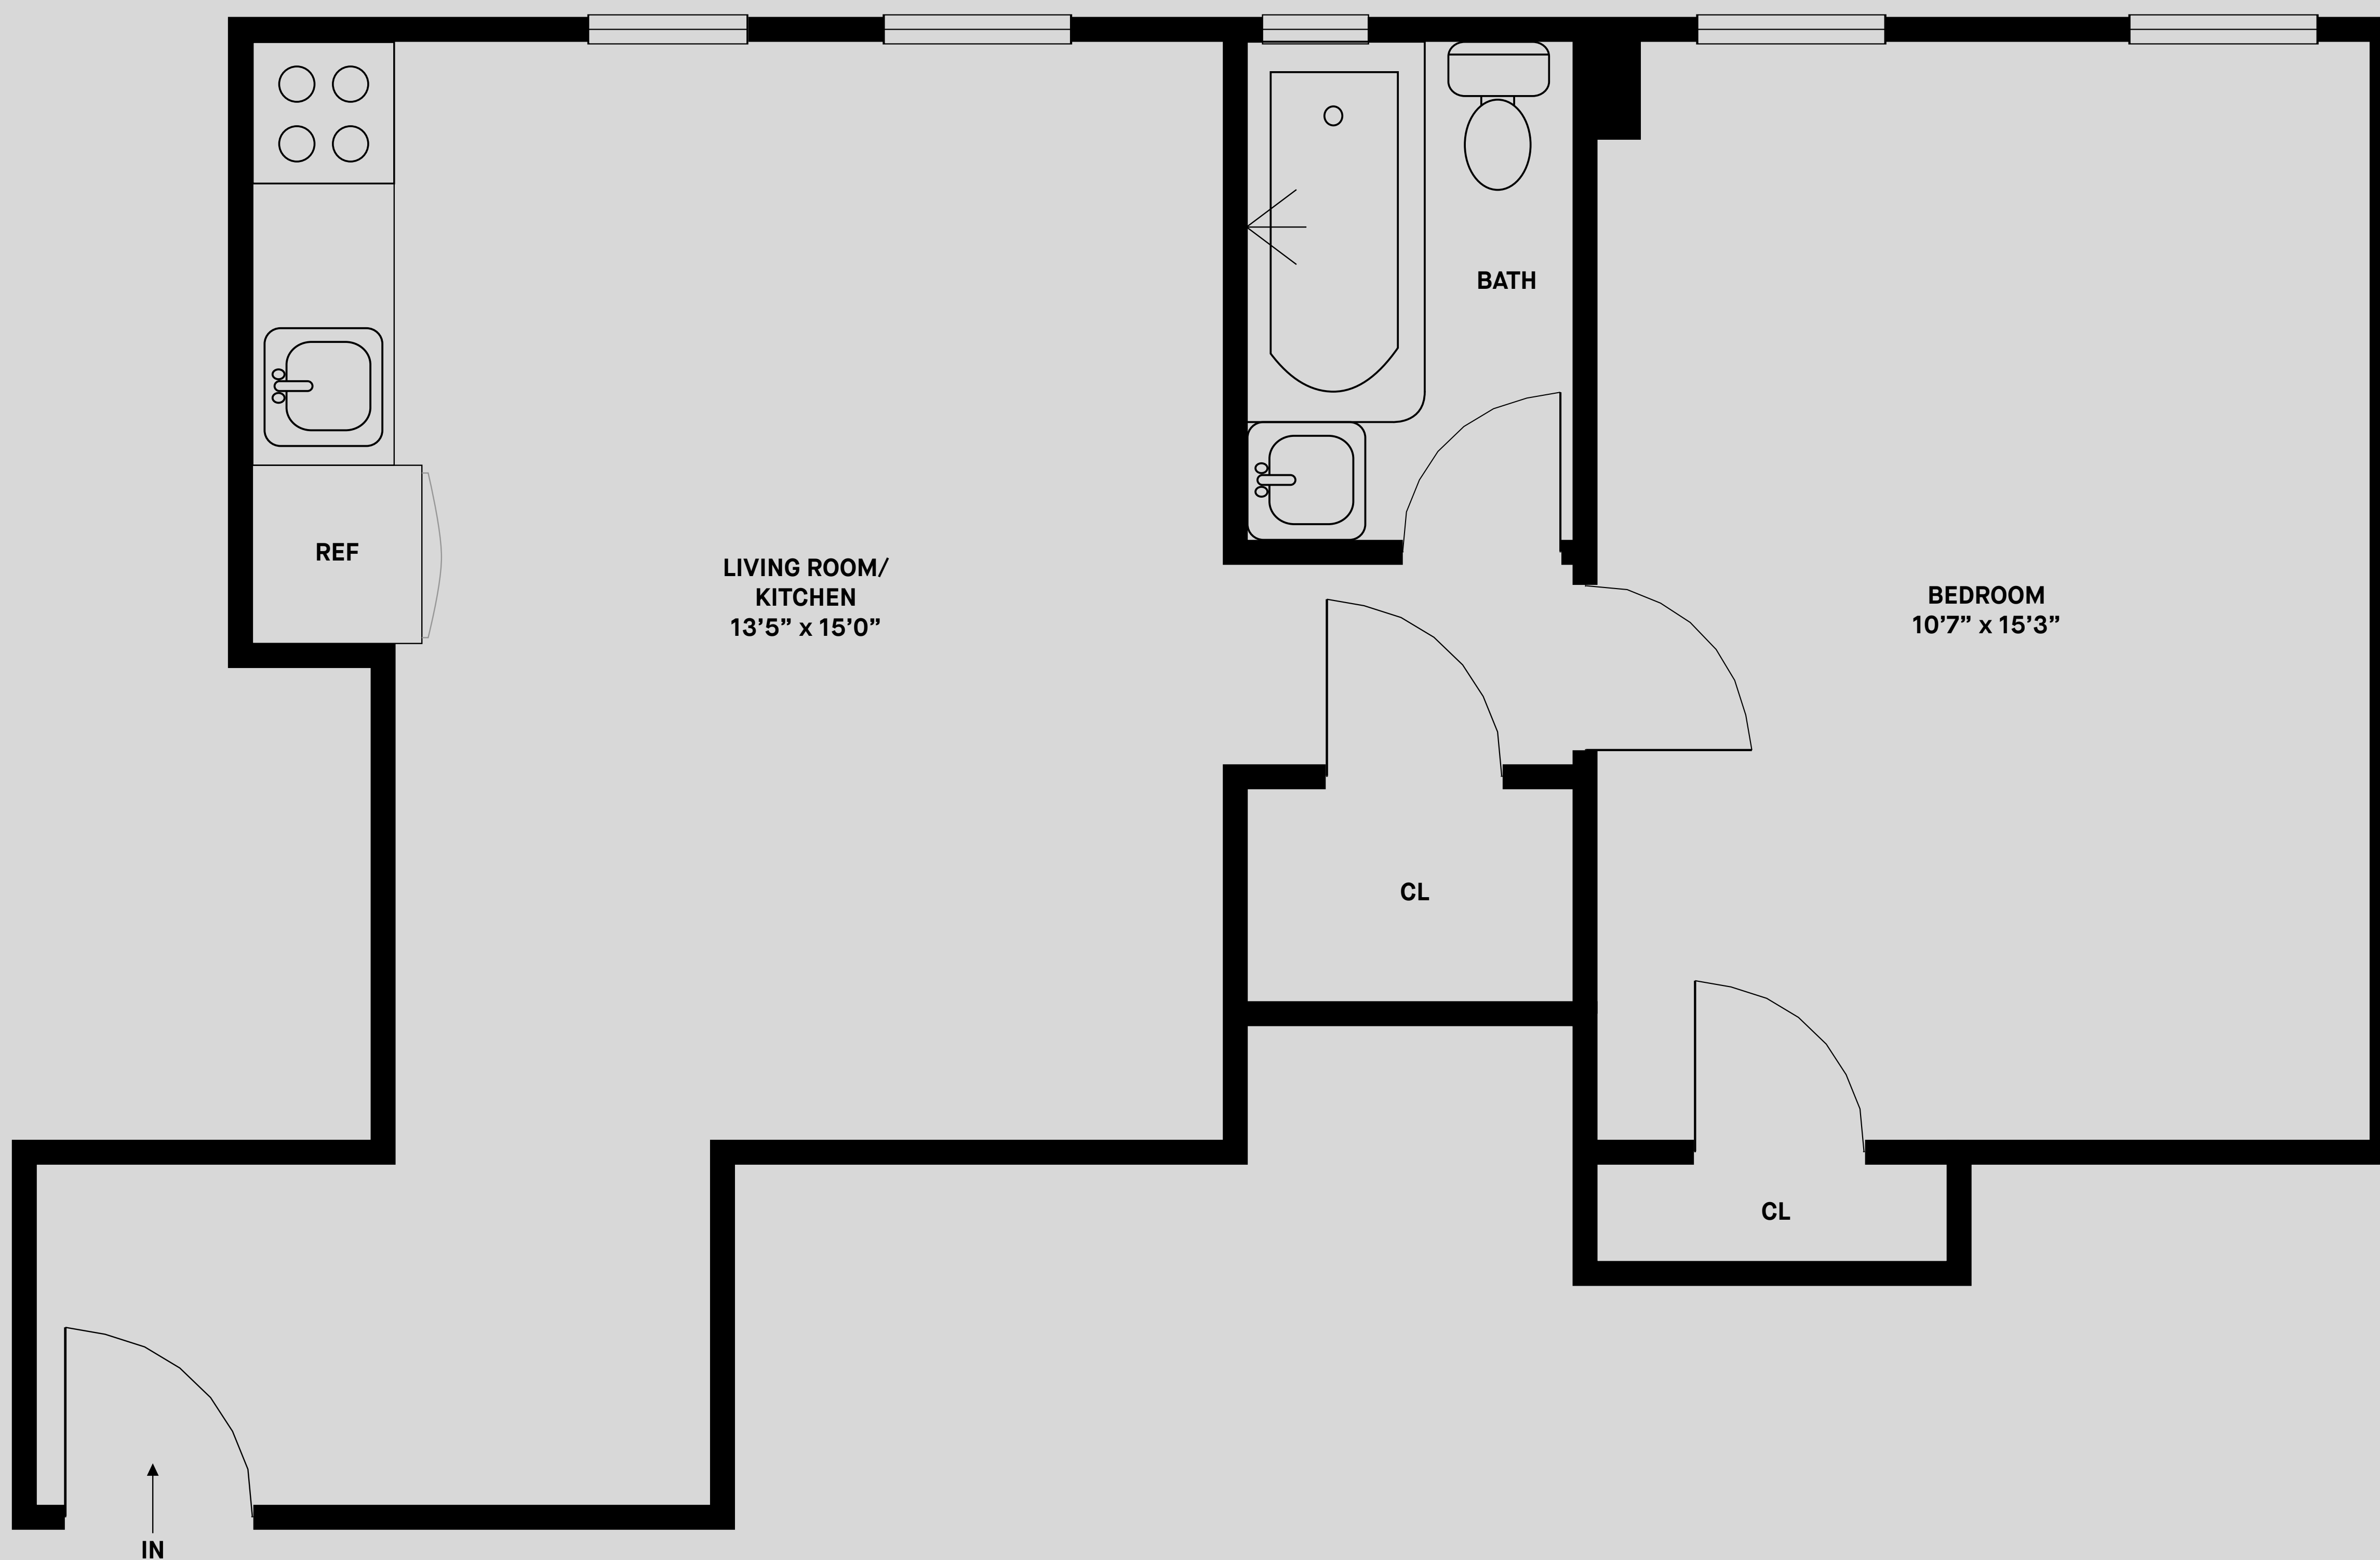 BATH
REF
LIVING ROOM/
KITCHEN
13’5” x 15’0”
BEDROOM
10’7” x 15’3”
CL
CL
IN